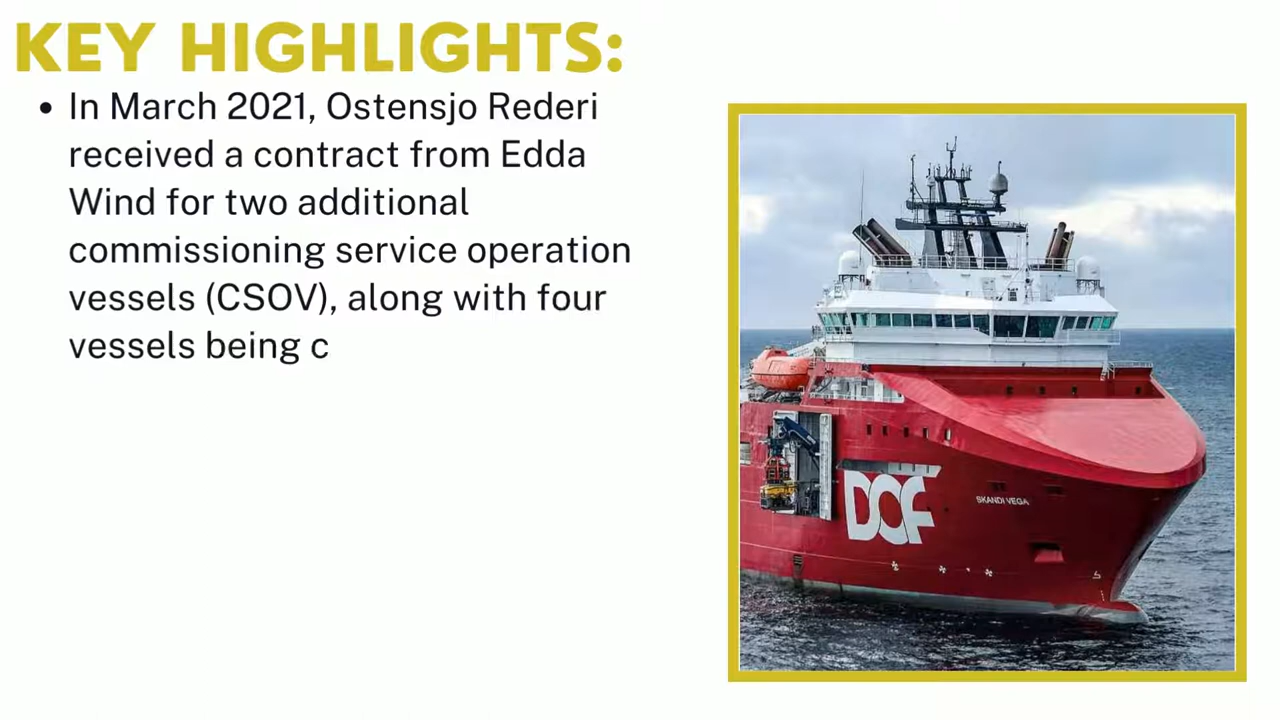 KEY HIGHLIGHTS:
• In March 2021, Ostensjo Rederi
received a contract from Edda
Wind for two additional
commissioning service operation
vessels (CSOV), along with four
vessels being c
DOF
SKANDI VEGA